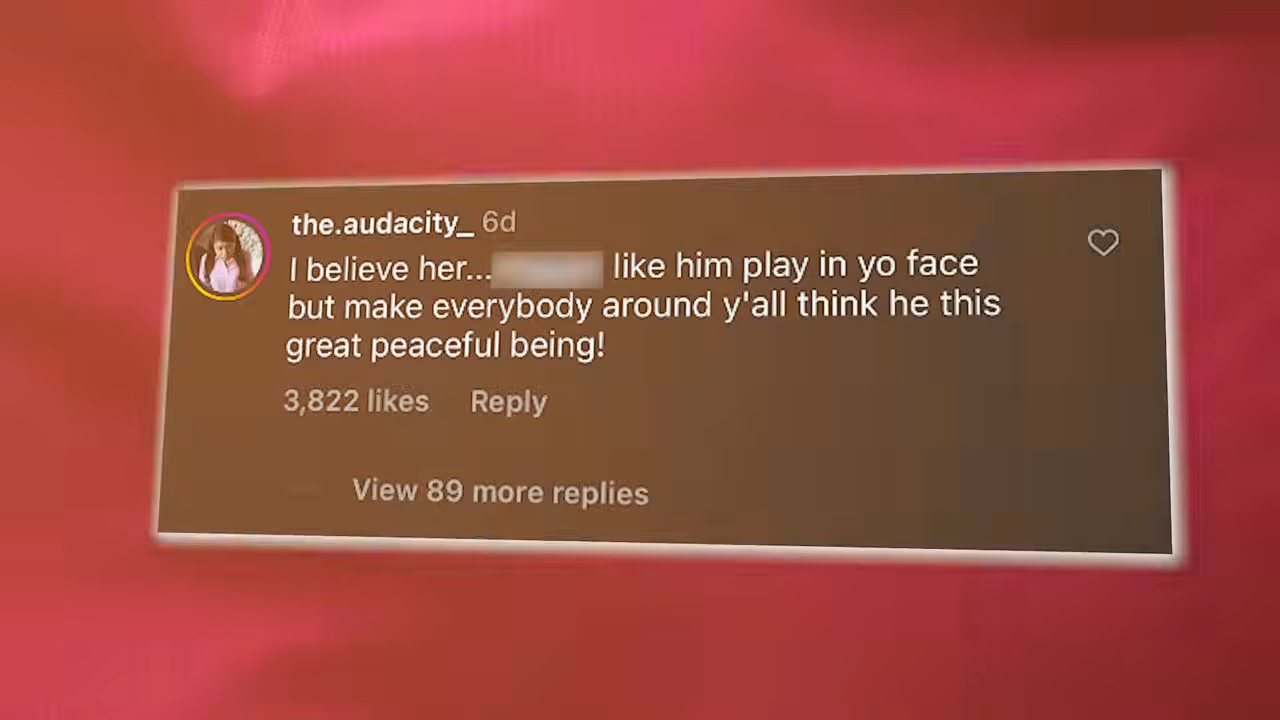 the.audacity_ 6d
I believe her... like him play in yo face
but make everybody around y'all think he this
great peaceful being!
3,822 likes Reply
View 89 more replies